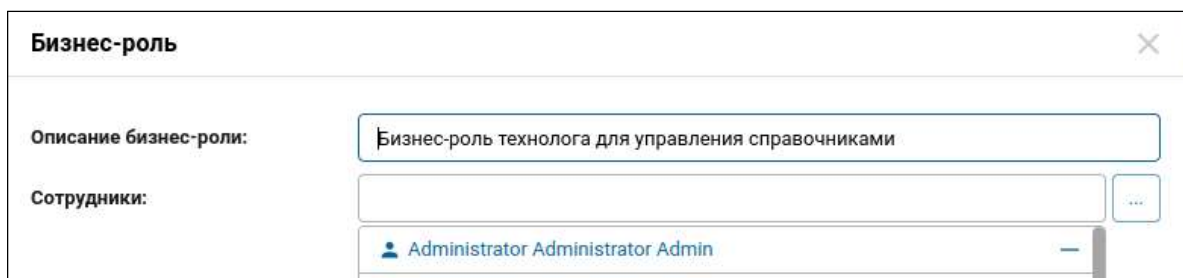 Бизнес-роль
Описание бизнес-роли:
Бизнес-роль технолога для управления справочниками
Сотрудники:
...
Administrator Administrator Admin